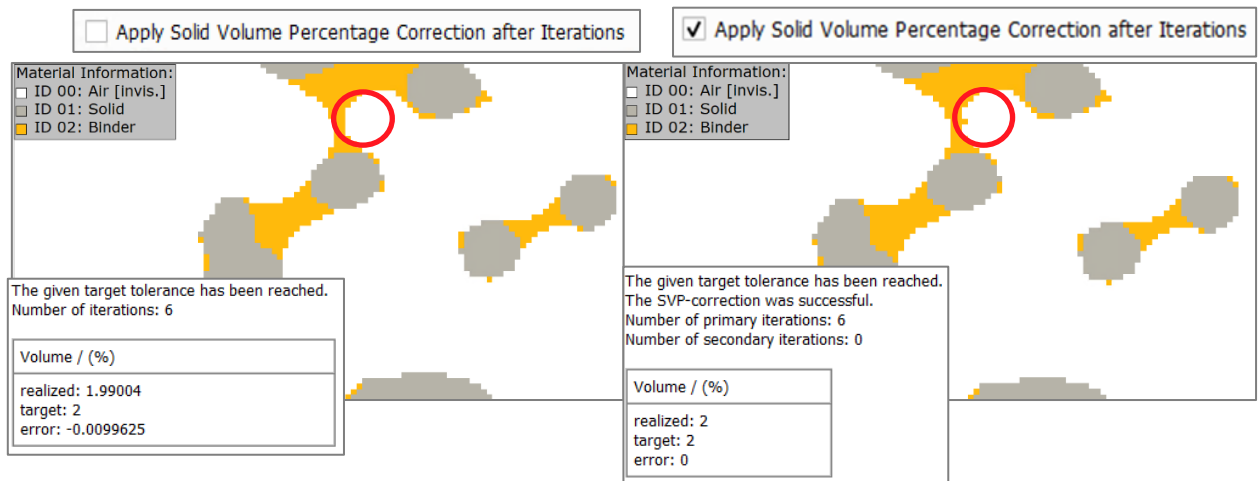 Apply Solid Volume Percentage Correction after Iterations
Material Information:
ID 00: Air [invis.]
ID 01: Solid
ID 02: Binder
The given target tolerance has been reached.
Number of iterations: 6
Volume / (%)
realized: 1.99004
target: 2
error: -0.0099625
Apply Solid Volume Percentage Correction after Iterations
Material Information:
ID 00: Air [invis.]
ID 01: Solid
ID 02: Binder
The given target tolerance has been reached.
The SVP-correction was successful.
Number of primary iterations: 6
Number of secondary iterations: 0
Volume / (%)
realized: 2
target: 2
error: 0